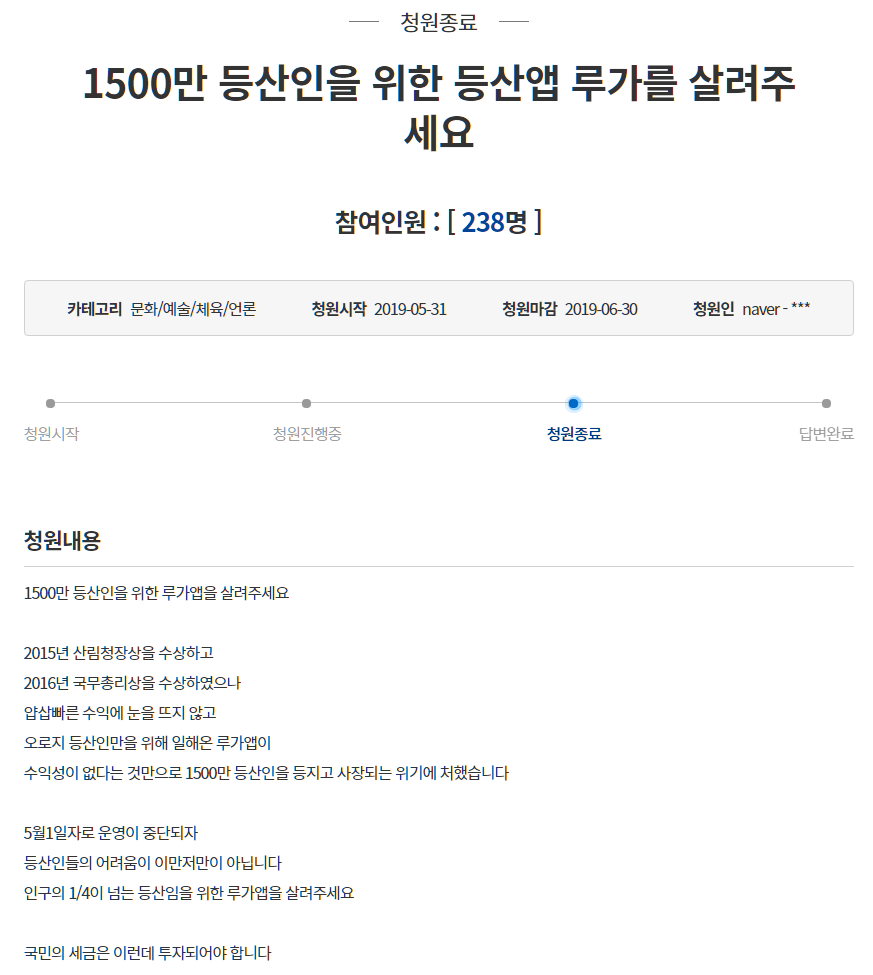 청원종료
1500만 등산인을 위한 등산앱 루가를 살려주
세요
참여인원 : [ 238명 ]
카테고리 문화/예술/체육/언론 청원시작 2019-05-31 청원마감 2019-06-30 청원인 naver - ***
청원시작 청원진행중 청원종료 답변완료
청원내용
1500만 등산인을 위한 루가앱을 살려주세요
2015년 산림청장상을 수상하고
2016년 국무총리상을 수상하였으나
얍삽빠른 수익에 눈을 뜨지 않고
오로지 등산인만을 위해 일해온 루가앱이
수익성이 없다는 것만으로 1500만 등산인을 등지고 사장되는 위기에 처했습니다
5월1일자로 운영이 중단되자
등산인들의 어려움이 이만저만이 아닙니다
인구의 1/4이 넘는 등산임을 위한 루가앱을 살려주세요
국민의 세금은 이런데 투자되어야 합니다